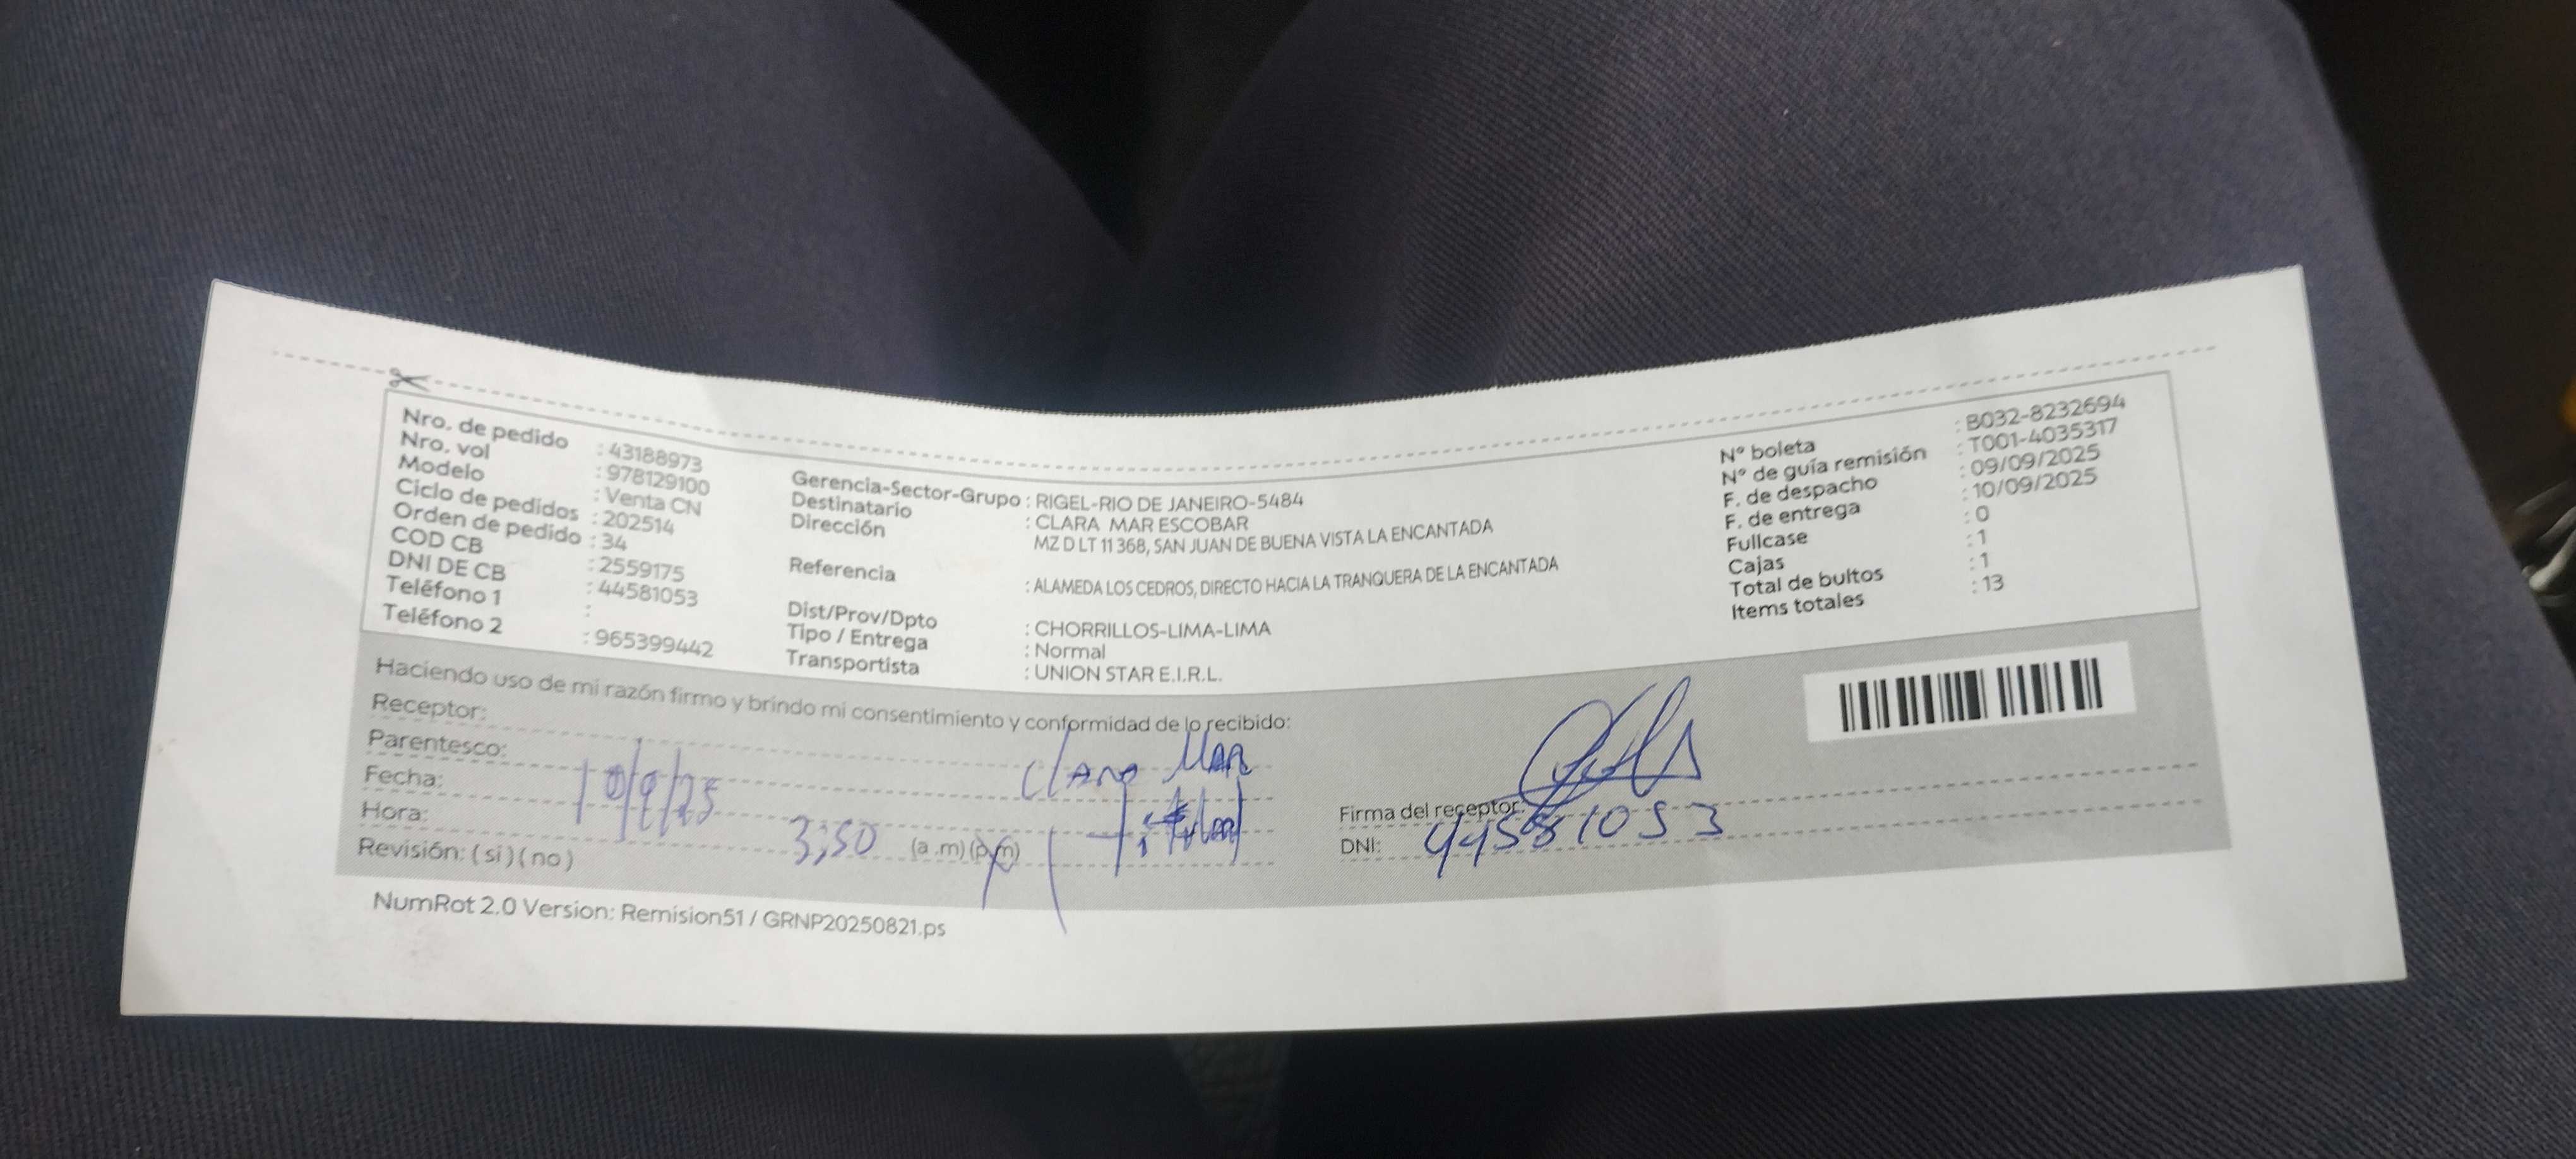 Nro. de pedido : 43188973
Nro. vol : 978129100
Modelo : Venta CN
Ciclo de pedidos : 202514
Orden de pedido : 34
COD CB : 2559175
DNI DE CB : 44581053
Teléfono 1 :
Teléfono 2 : 965399442
Gerencia-Sector-Grupo : RIGEL-RIO DE JANEIRO-5484
Destinatario : CLARA MAR ESCOBAR
Dirección MZ D LT 11 368, SAN JUAN DE BUENA VISTA LA ENCANTADA
Referencia : ALAMEDA LOS CEDROS, DIRECTO HACIA LA TRANQUERA DE LA ENCANTADA
Dist/Prov/Dpto : CHORRILLOS-LIMA-LIMA
Tipo / Entrega : Normal
Transportista : UNION STAR E.I.R.L.
N° boleta : B032-8232694
N° de guía remisión : T001-4035317
F. de despacho : 09/09/2025
F. de entrega : 10/09/2025
Fullcase : 0
Cajas : 1
Total de bultos : 1
Items totales : 13
Haciendo uso de mi razón firmo y brindo mi consentimiento y conformidad de lo recibido:
Receptor: Clara Mar
Parentesco: Titular
Fecha: 10/9/25
Hora: 3:50 (a .m) (p.m)
Revisión: ( si ) ( no )
Firma del receptor:
DNI: 44581053
NumRot 2.0 Version: Remision51 / GRNP20250821.ps